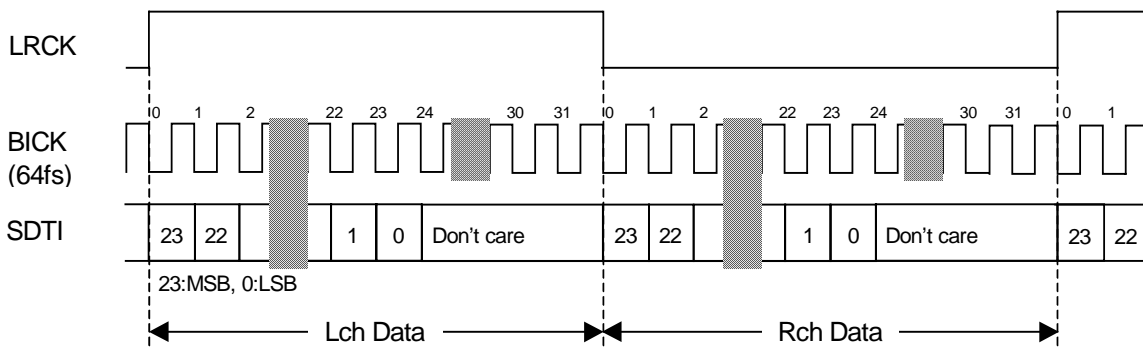 LRCK
0 1 2 22 23 24 30 31 0 1 2 22 23 24 30 31 0 1
BICK
(64fs)
SDTI 23 22 1 0 Don't care 23 22 1 0 Don't care 23 22
23:MSB, 0:LSB
Lch Data Rch Data